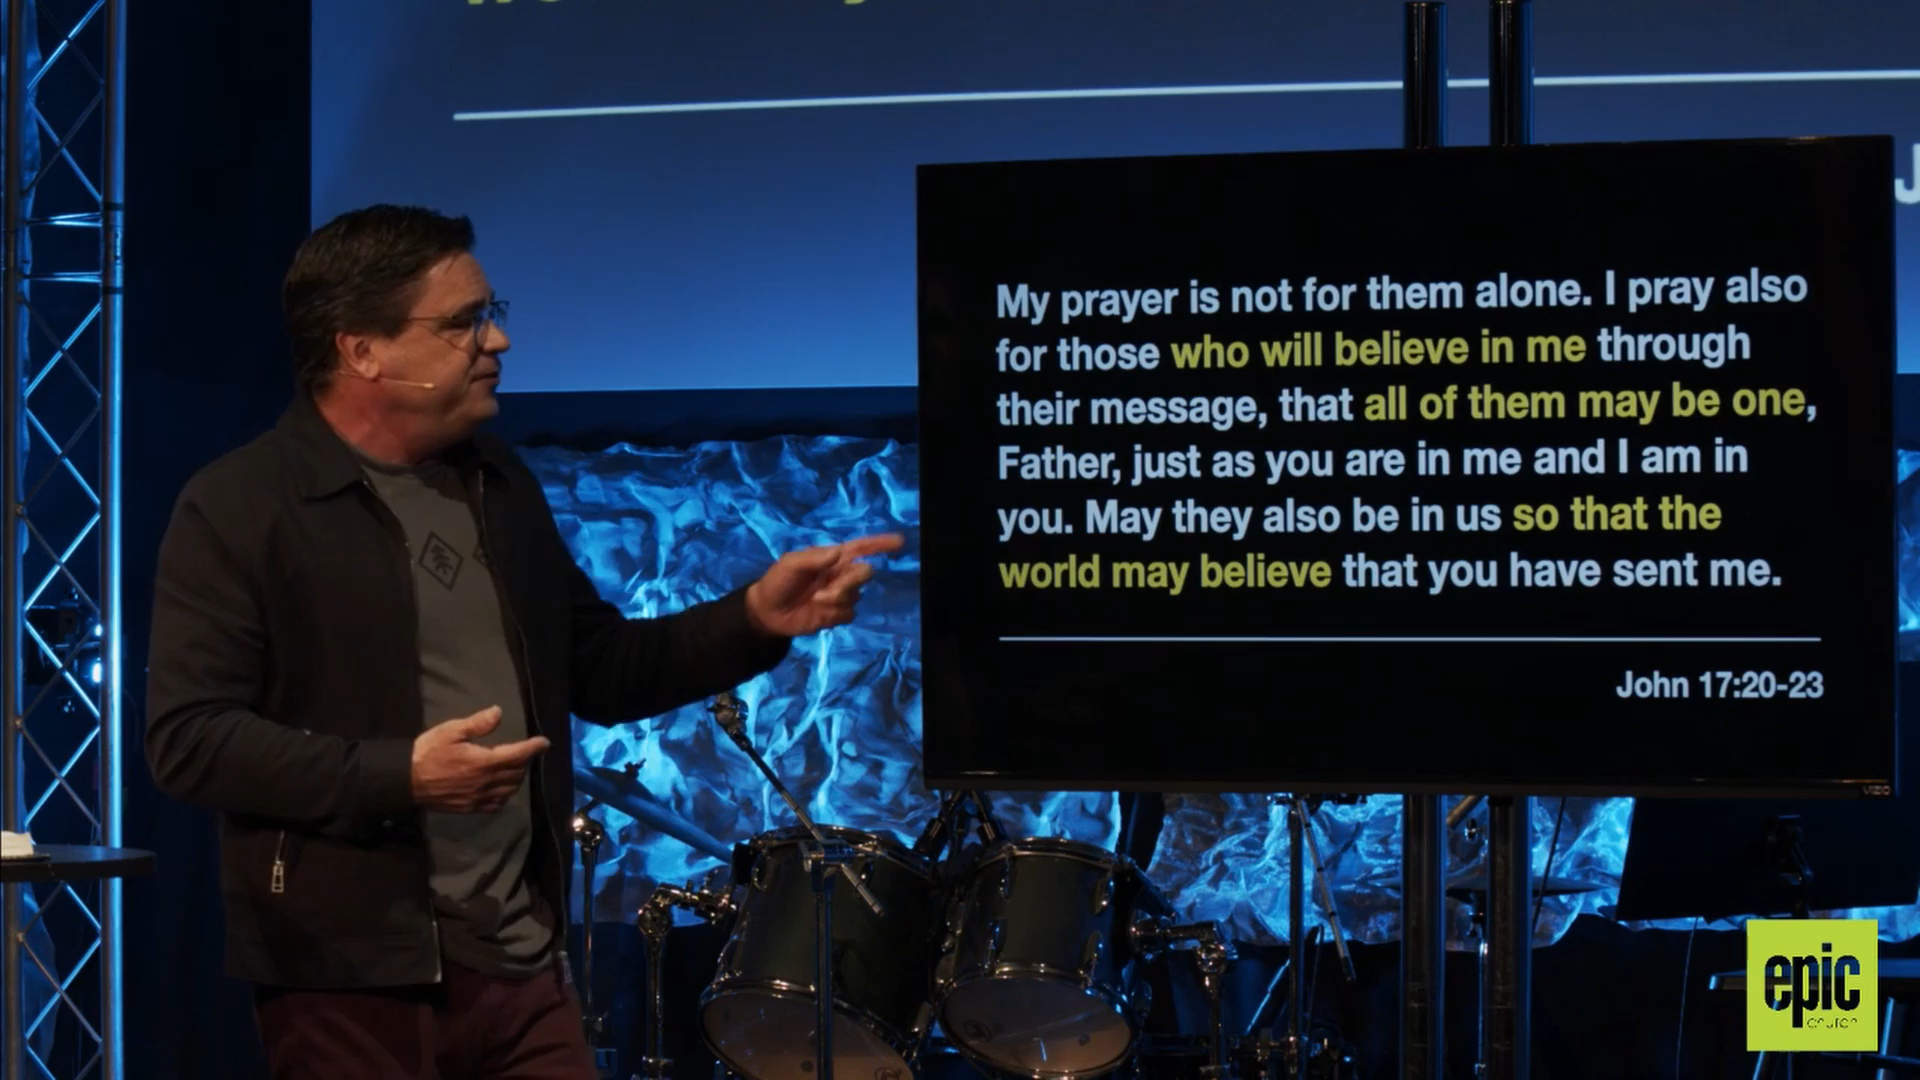 My prayer is not for them alone. I pray also
for those who will believe in me through
their message, that all of them may be one,
Father, just as you are in me and I am in
you. May they also be in us so that the
world may believe that you have sent me.
John 17:20-23
VIZIO
epic
church